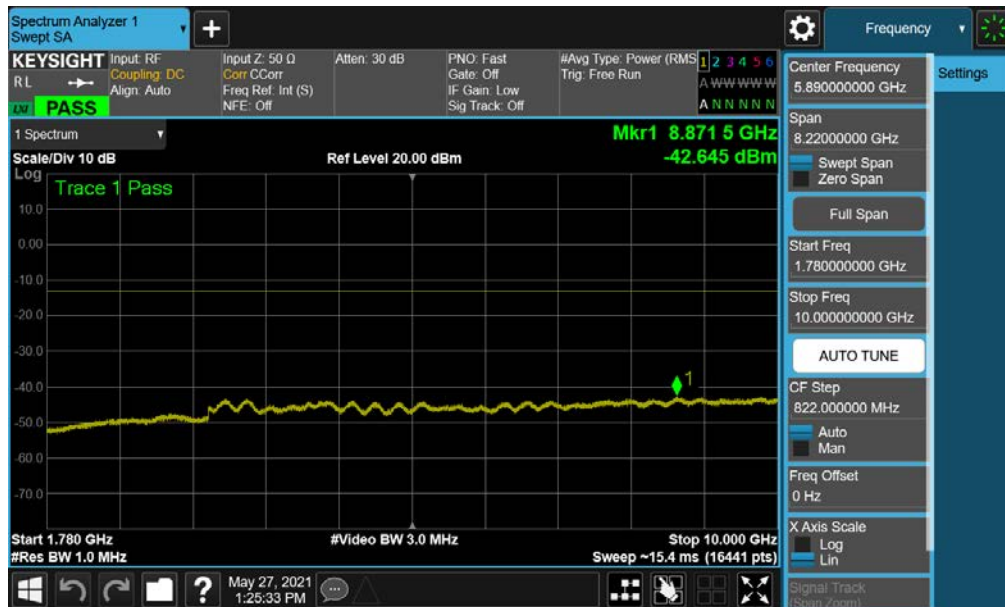 Spectrum Analyzer 1
Swept SA
+
Frequency
KEYSIGHT
RL
LXI
PASS
Input: RF
Coupling: DC
Align: Auto
Input Z: 50 Ω
Corr CCorr
Freq Ref: Int (S)
NFE: Off
Atten: 30 dB
PNO: Fast
Gate: Off
IF Gain: Low
Sig Track: Off
#Avg Type: Power (RMS
Trig: Free Run
1 2 3 4 5 6
A W W W W W
A N N N N N
1 Spectrum
Scale/Div 10 dB
Ref Level 20.00 dBm
Mkr1 8.871 5 GHz
-42.645 dBm
Log
Trace 1 Pass
10.0
0.00
-10.0
-20.0
-30.0
-40.0
-50.0
-60.0
-70.0
1
Start 1.780 GHz
#Video BW 3.0 MHz
Stop 10.000 GHz
#Res BW 1.0 MHz
Sweep ~15.4 ms (16441 pts)
?
May 27, 2021
1:25:33 PM
Center Frequency
5.890000000 GHz
Span
8.22000000 GHz
Swept Span
Zero Span
Full Span
Start Freq
1.780000000 GHz
Stop Freq
10.000000000 GHz
AUTO TUNE
CF Step
822.000000 MHz
Auto
Man
Freq Offset
0 Hz
X Axis Scale
Log
Lin
Signal Track
(Span Zoom)
Settings